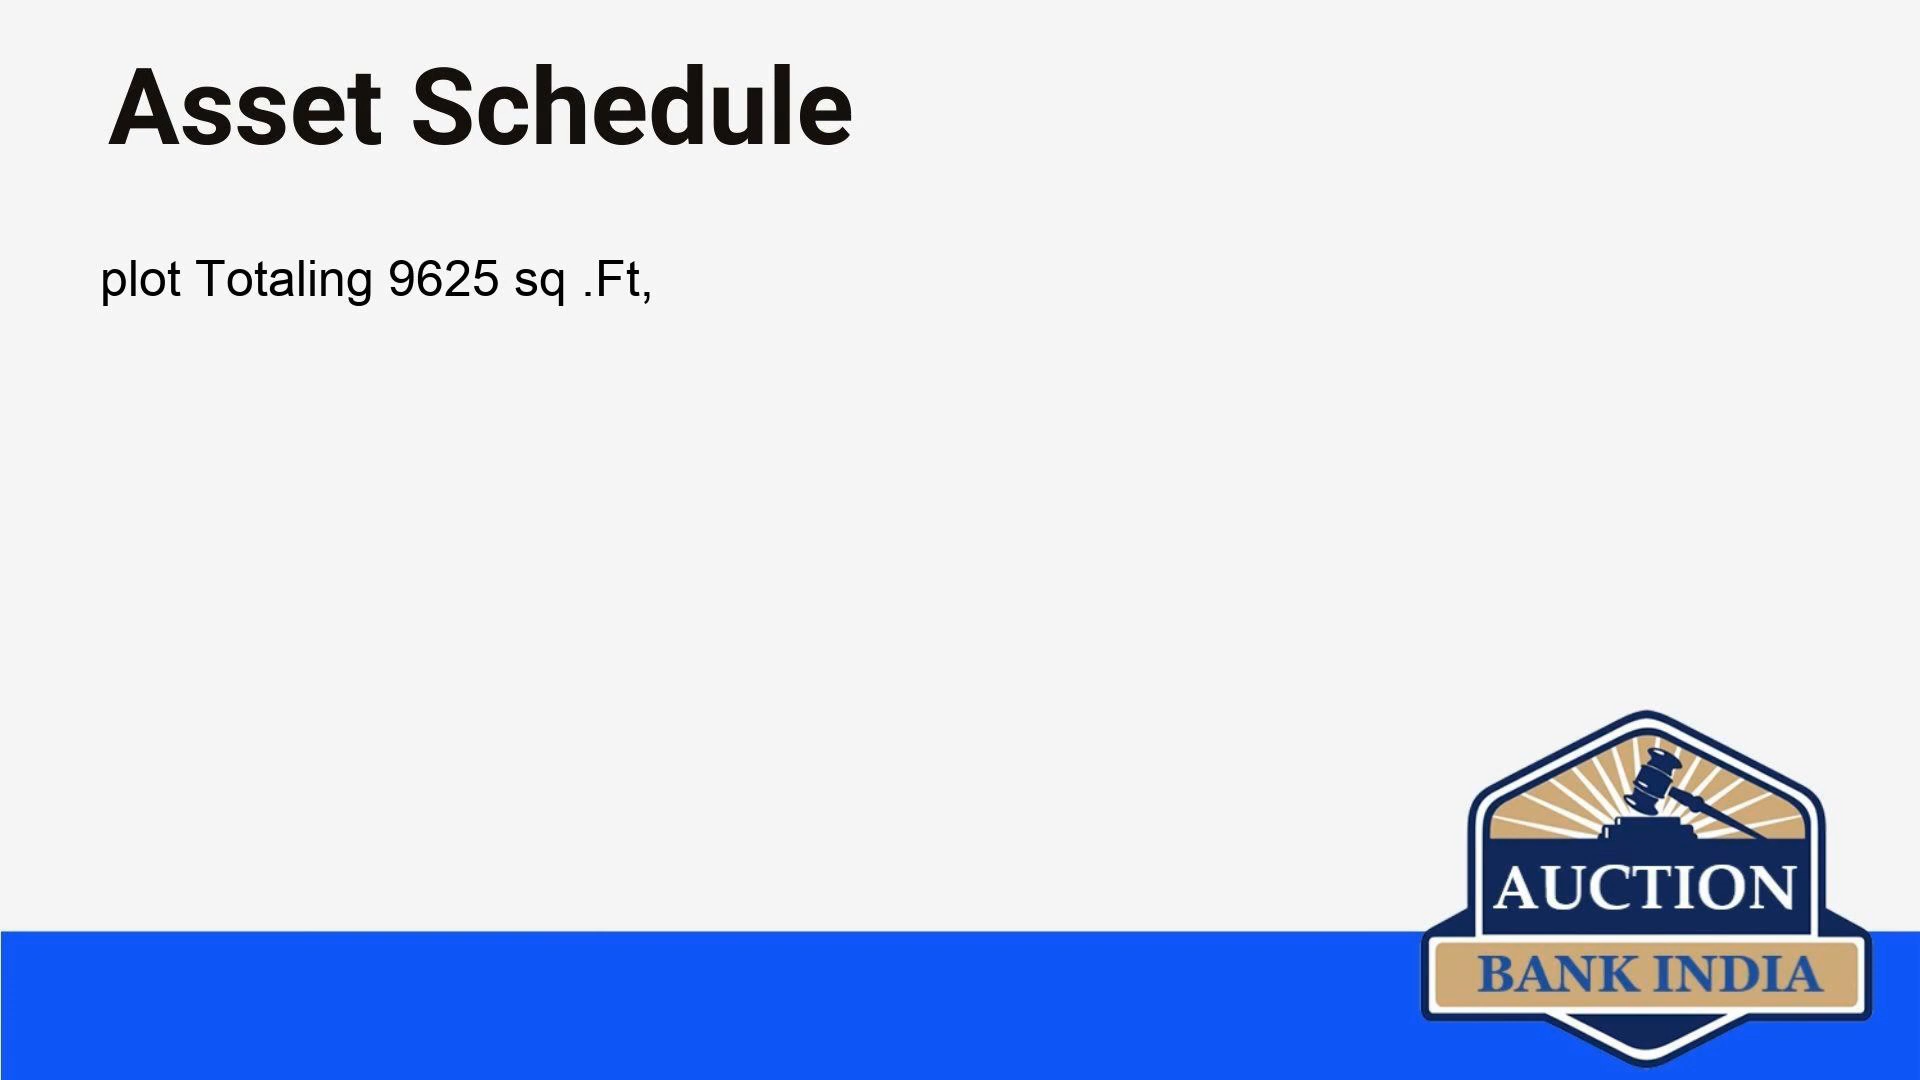 Asset Schedule
plot Totaling 9625 sq .Ft,
AUCTION
BANK INDIA